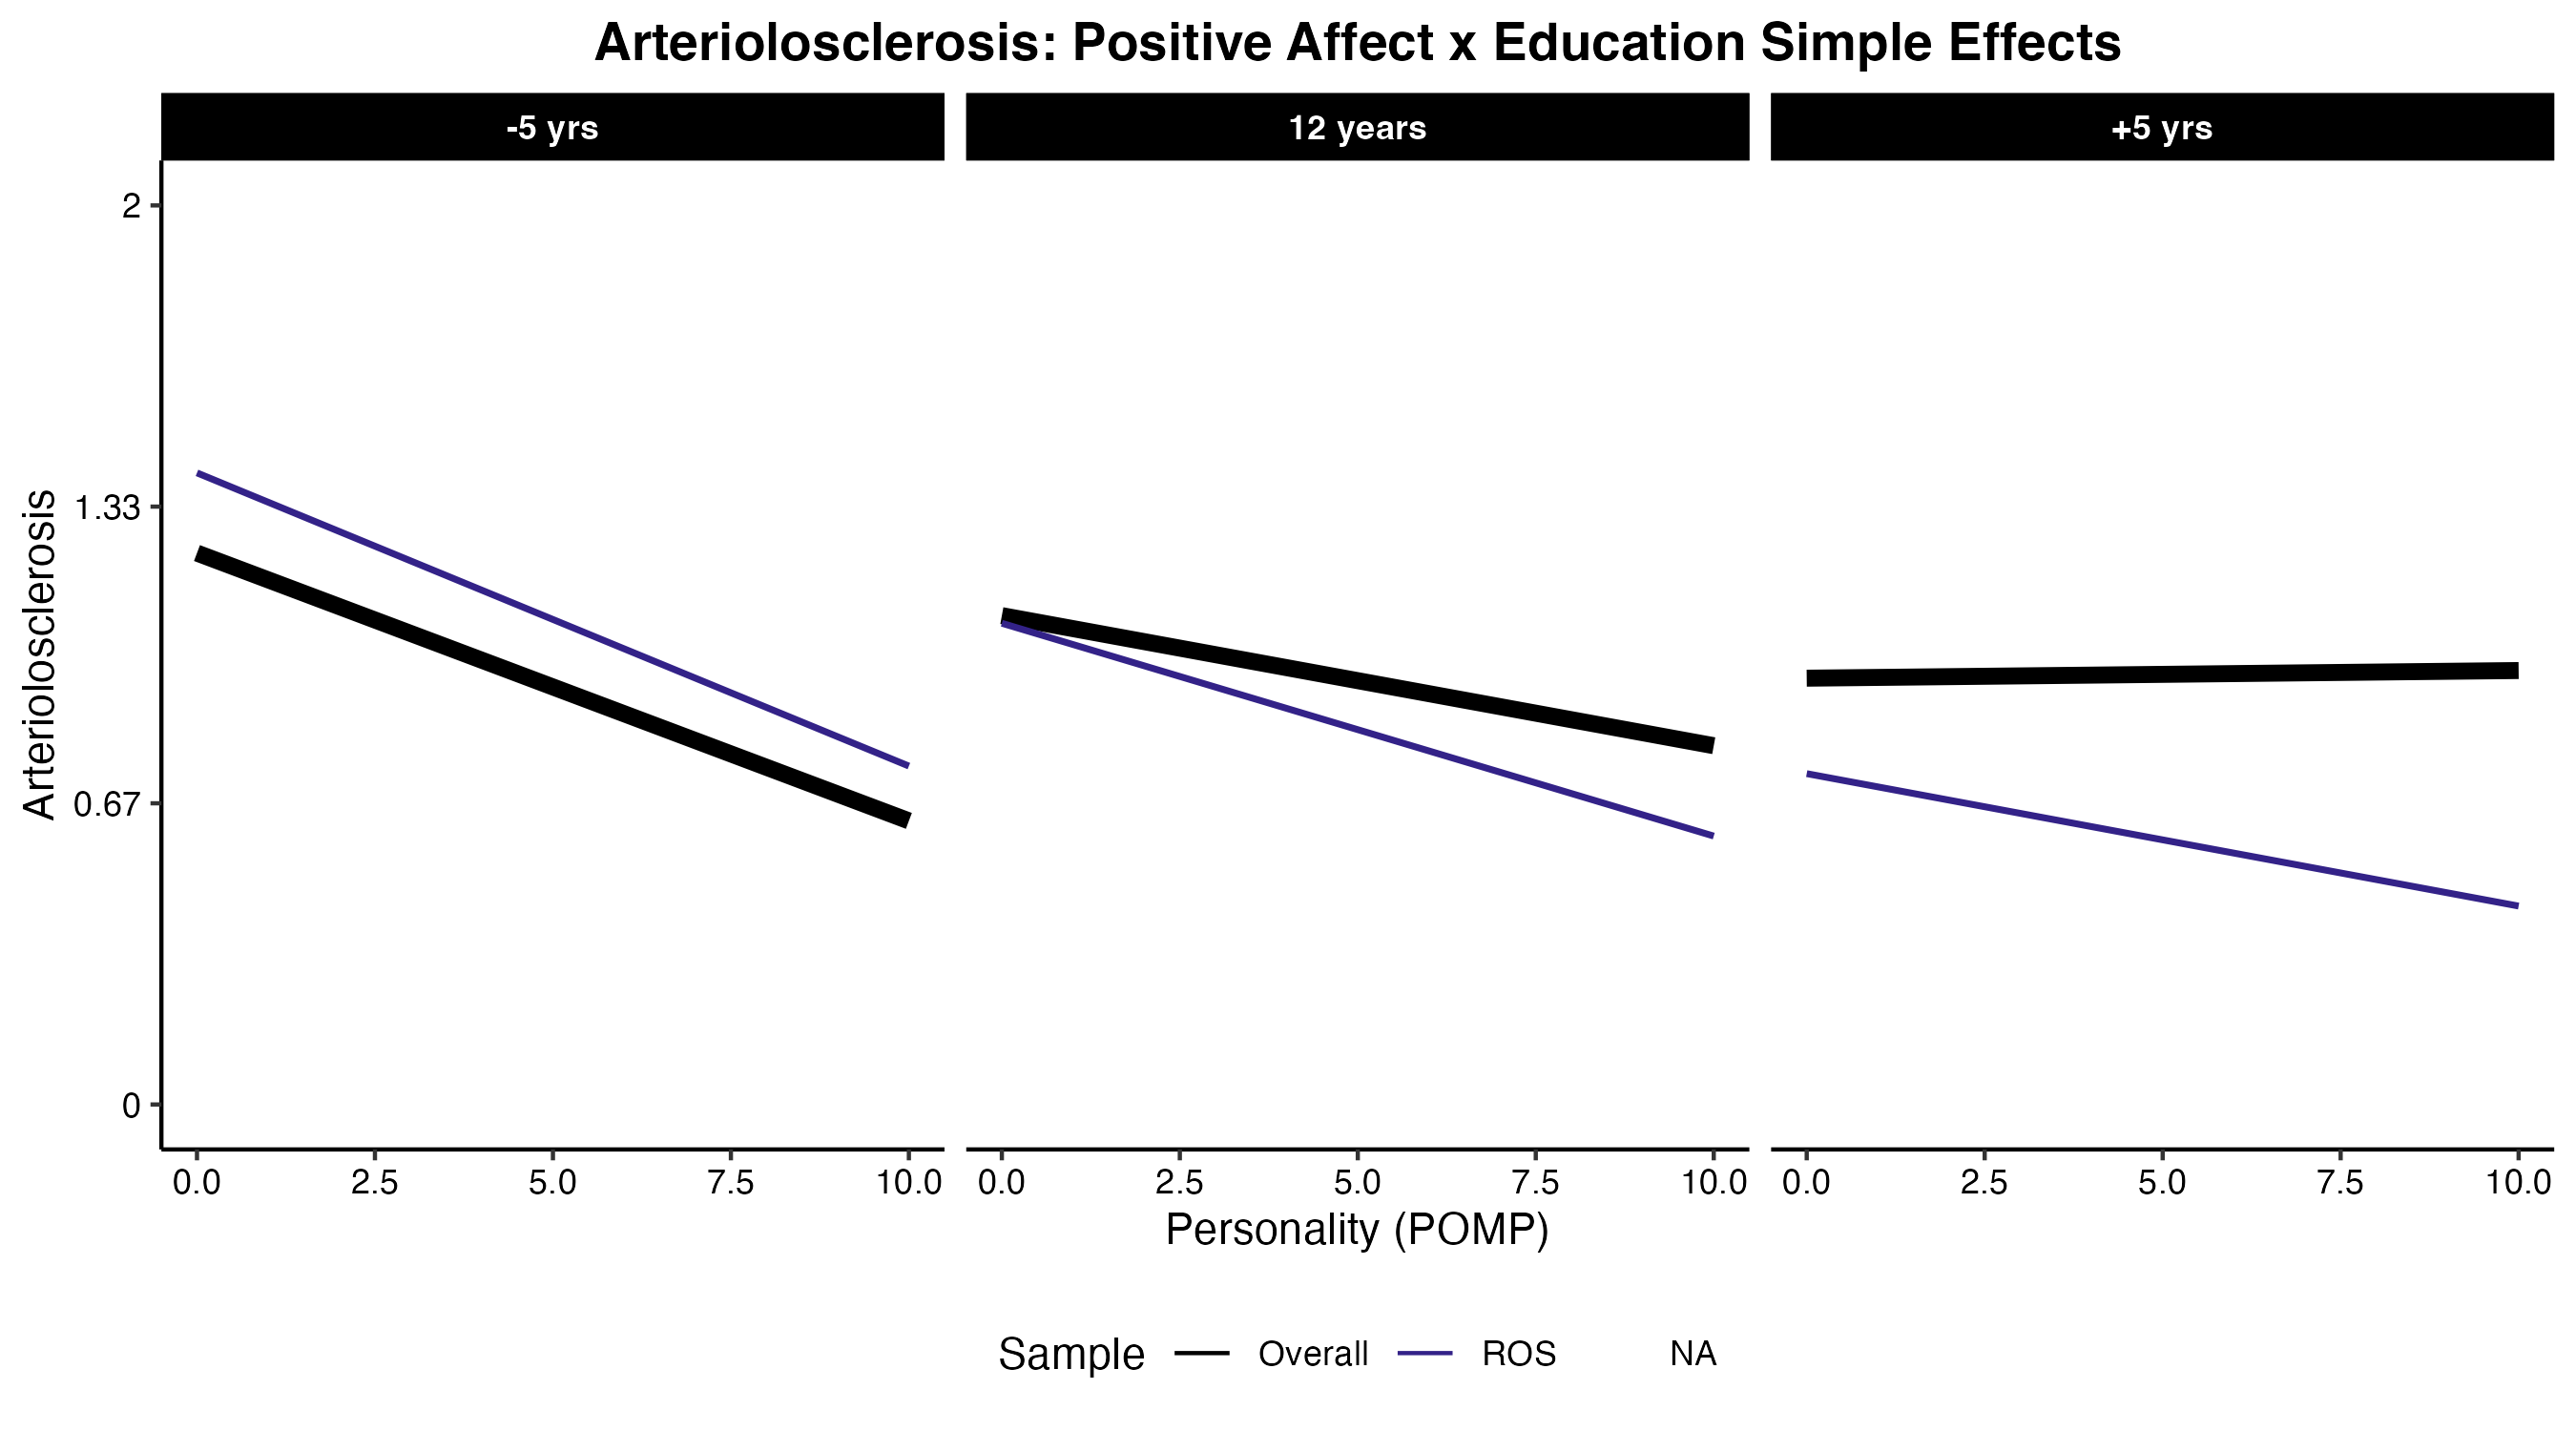 Arteriolosclerosis: Positive Affect x Education Simple Effects
-5 yrs 12 years +5 yrs
2
1.33
0.67
0
Arteriolosclerosis
0.0 2.5 5.0 7.5 10.0 0.0 2.5 5.0 7.5 10.0 0.0 2.5 5.0 7.5 10.0
Personality (POMP)
Sample Overall ROS NA